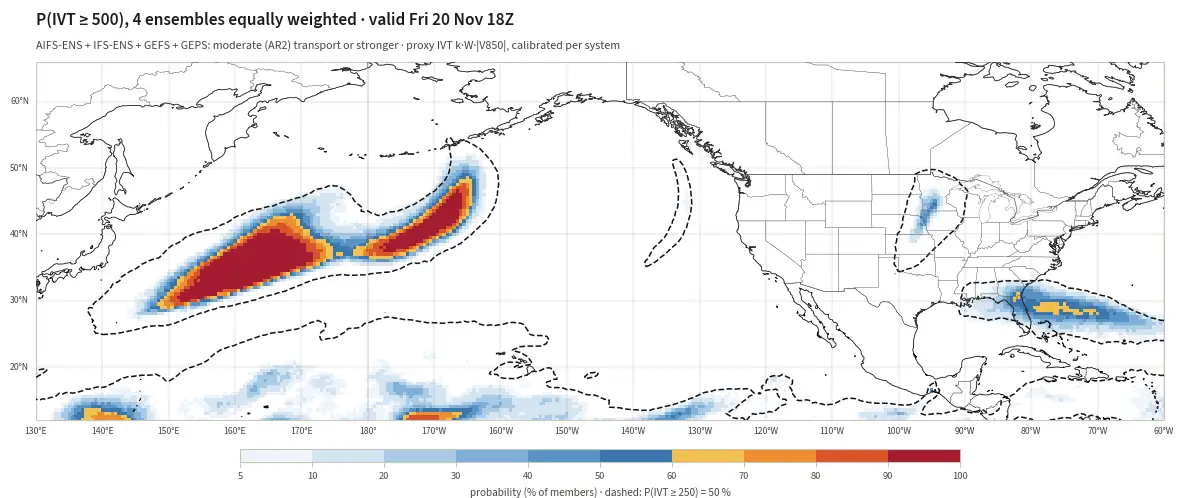 P(IVT ≥ 500), 4 ensembles equally weighted · valid Fri 20 Nov 18Z
AIFS-ENS + IFS-ENS + GEFS + GEPS: moderate (AR2) transport or stronger · proxy IVT k·W·|V850|, calibrated per system
60°N
50°N
40°N
30°N
20°N
130°E 140°E 150°E 160°E 170°E 180° 170°W 160°W 150°W 140°W 130°W 120°W 110°W 100°W 90°W 80°W 70°W 60°W
5 10 20 30 40 50 60 70 80 90 100
probability (% of members) · dashed: P(IVT ≥ 250) = 50 %